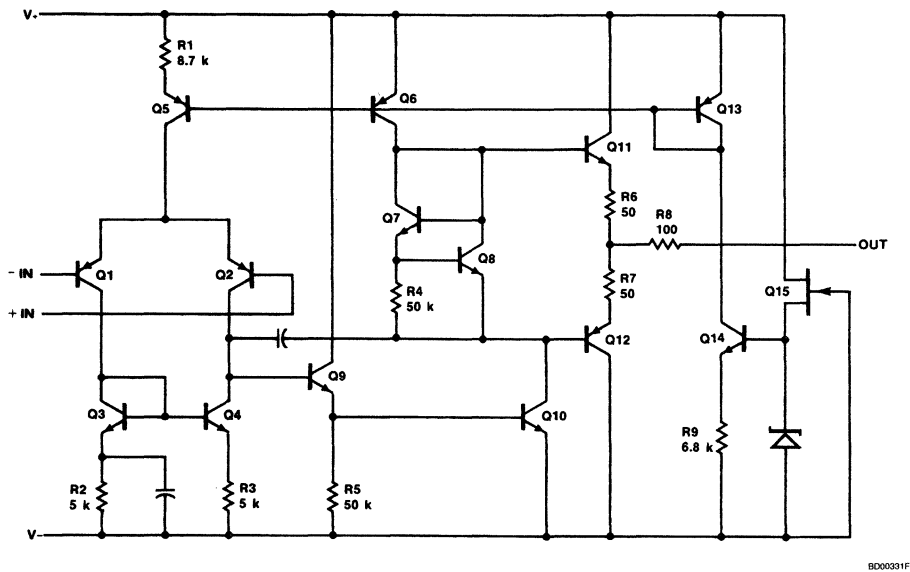 V+
R1
8.7 k
Q5
Q6
Q13
Q11
Q7
R6
50
R8
100
Q8
OUT
− IN
Q1
Q2
R4
50 k
R7
50
Q15
+ IN
Q12
Q14
Q9
Q3
Q4
Q10
R9
6.8 k
R2
5 k
R3
5 k
R5
50 k
V−
BD00331F